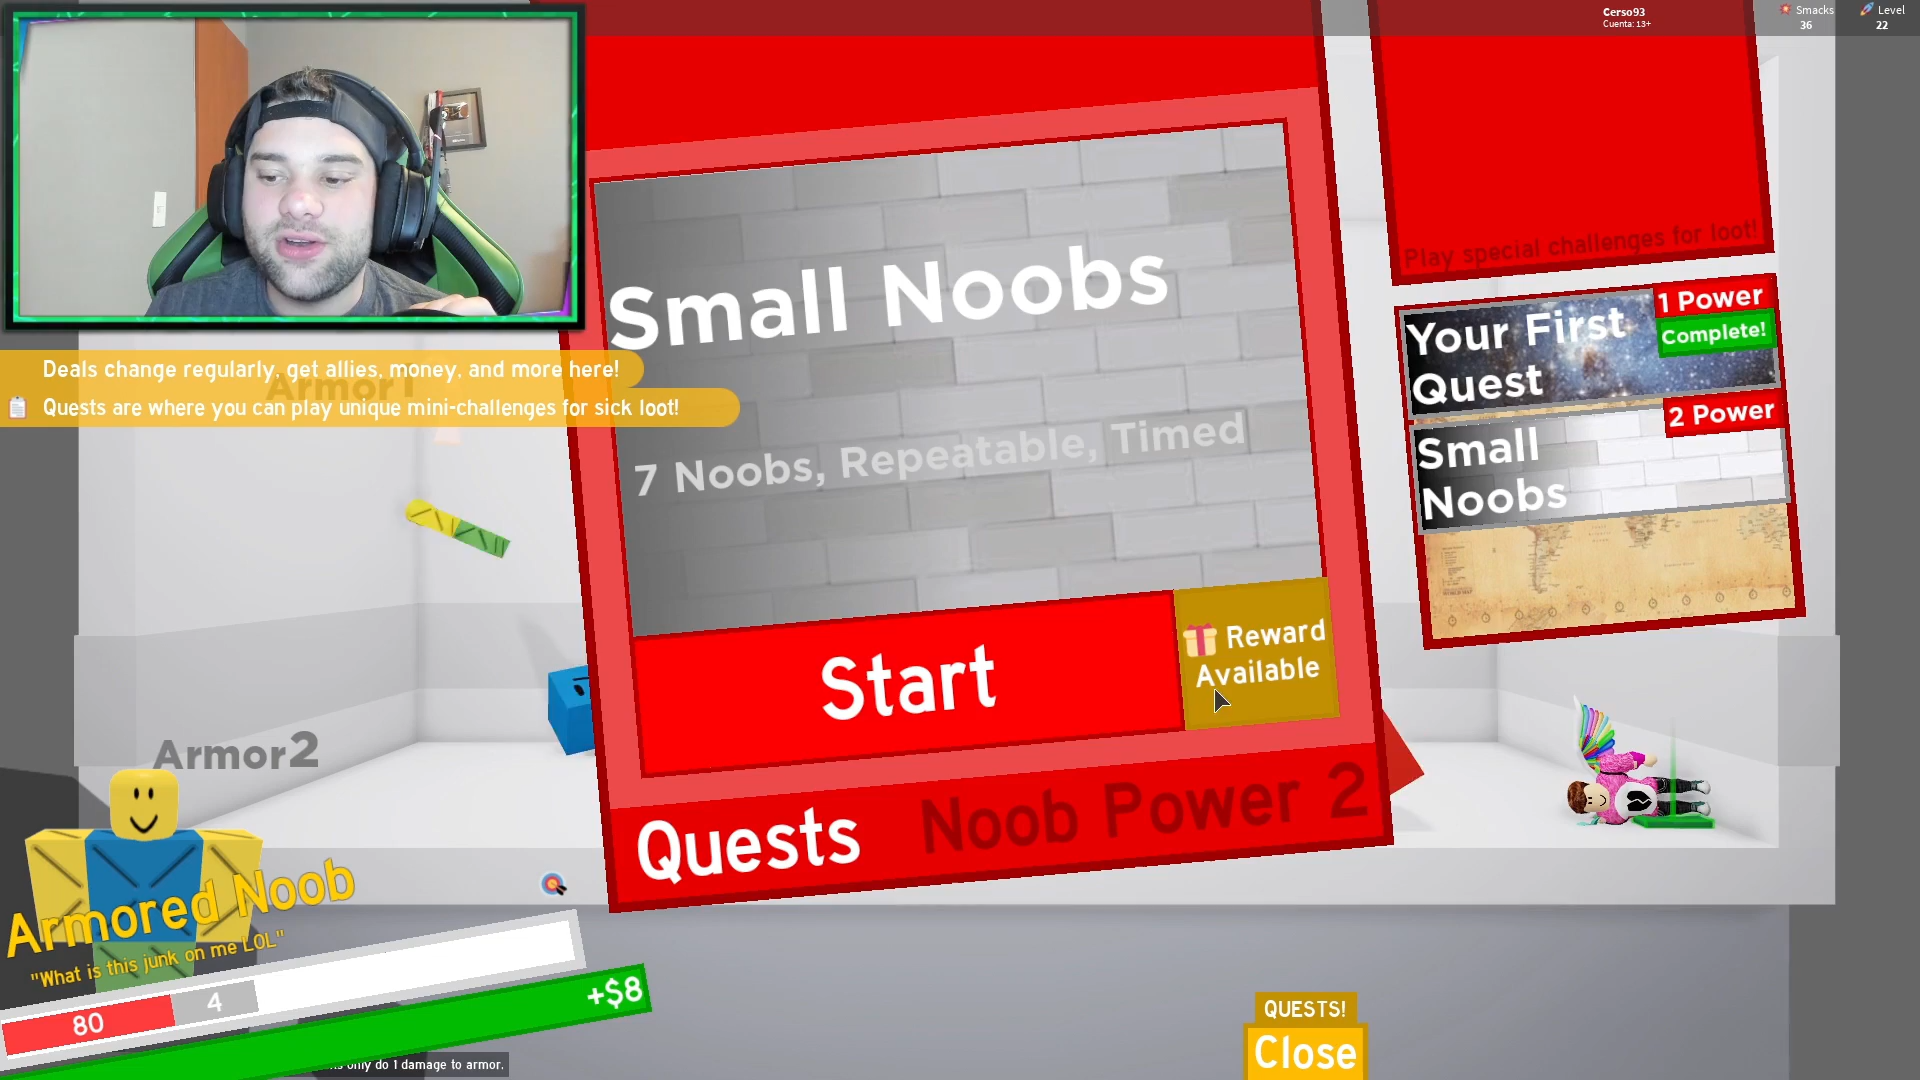 Cerso93
Cuenta: 13+
Smacks
36
Level
22
Play special challenges for loot!
Small Noobs
7 Noobs, Repeatable, Timed
Start
Reward
Available
Quests
Noob Power 2
Your First
Quest
1 Power
Complete!
Small
Noobs
2 Power
Deals change regularly, get allies, money, and more here!
Quests are where you can play unique mini-challenges for sick loot!
Armor1
Armor2
Armored Noob
"What is this junk on me LOL"
80
4
+$8
only do 1 damage to armor.
QUESTS!
Close